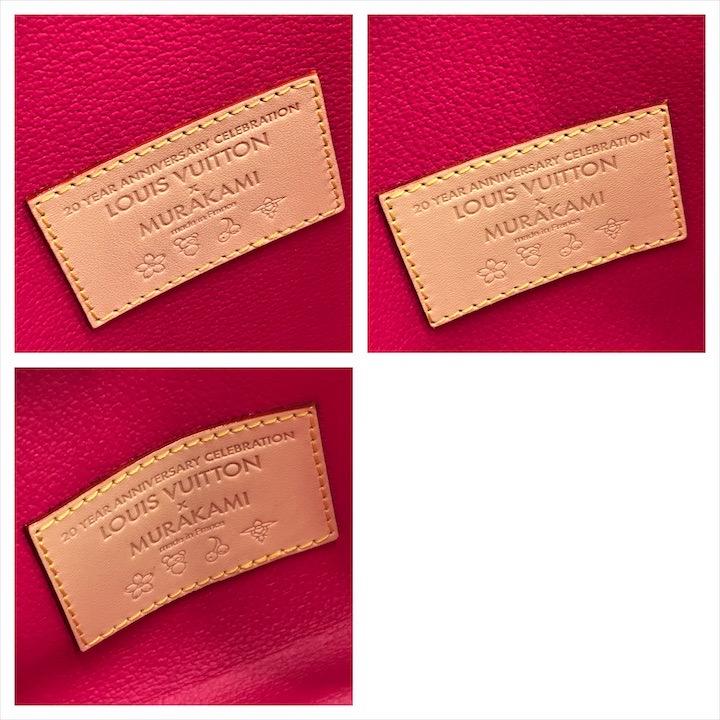 20 YEAR ANNIVERSARY CELEBRATION
LOUIS VUITTON
x
MURAKAMI
made in France
20 YEAR ANNIVERSARY CELEBRATION
LOUIS VUITTON
x
MURAKAMI
made in France
20 YEAR ANNIVERSARY CELEBRATION
LOUIS VUITTON
x
MURAKAMI
made in France